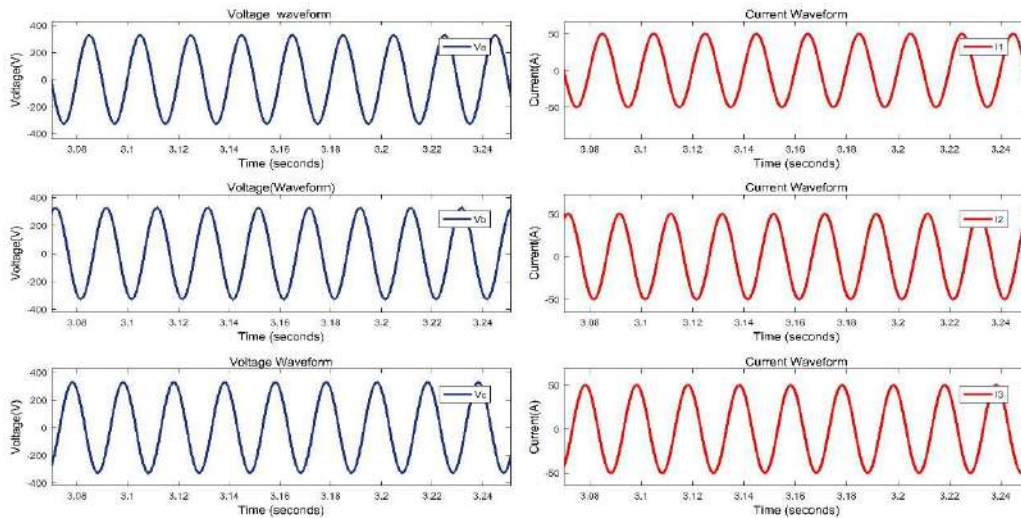 Voltage waveform
Voltage(V)
400
200
0
-200
-400
Va
3.08 3.1 3.12 3.14 3.16 3.18 3.2 3.22 3.24
Time (seconds)
Current Waveform
Current(A)
50
0
-50
I1
3.08 3.1 3.12 3.14 3.16 3.18 3.2 3.22 3.24
Time (seconds)
Voltage(Waveform)
Voltage(V)
400
200
0
-200
-400
Vb
3.08 3.1 3.12 3.14 3.16 3.18 3.2 3.22 3.24
Time (seconds)
Current Waveform
Current(A)
50
0
-50
I2
3.08 3.1 3.12 3.14 3.16 3.18 3.2 3.22 3.24
Time (seconds)
Voltage Waveform
Voltage(V)
400
200
0
-200
-400
Vc
3.08 3.1 3.12 3.14 3.16 3.18 3.2 3.22 3.24
Time (seconds)
Current Waveform
Current(A)
50
0
-50
I3
3.08 3.1 3.12 3.14 3.16 3.18 3.2 3.22 3.24
Time (seconds)